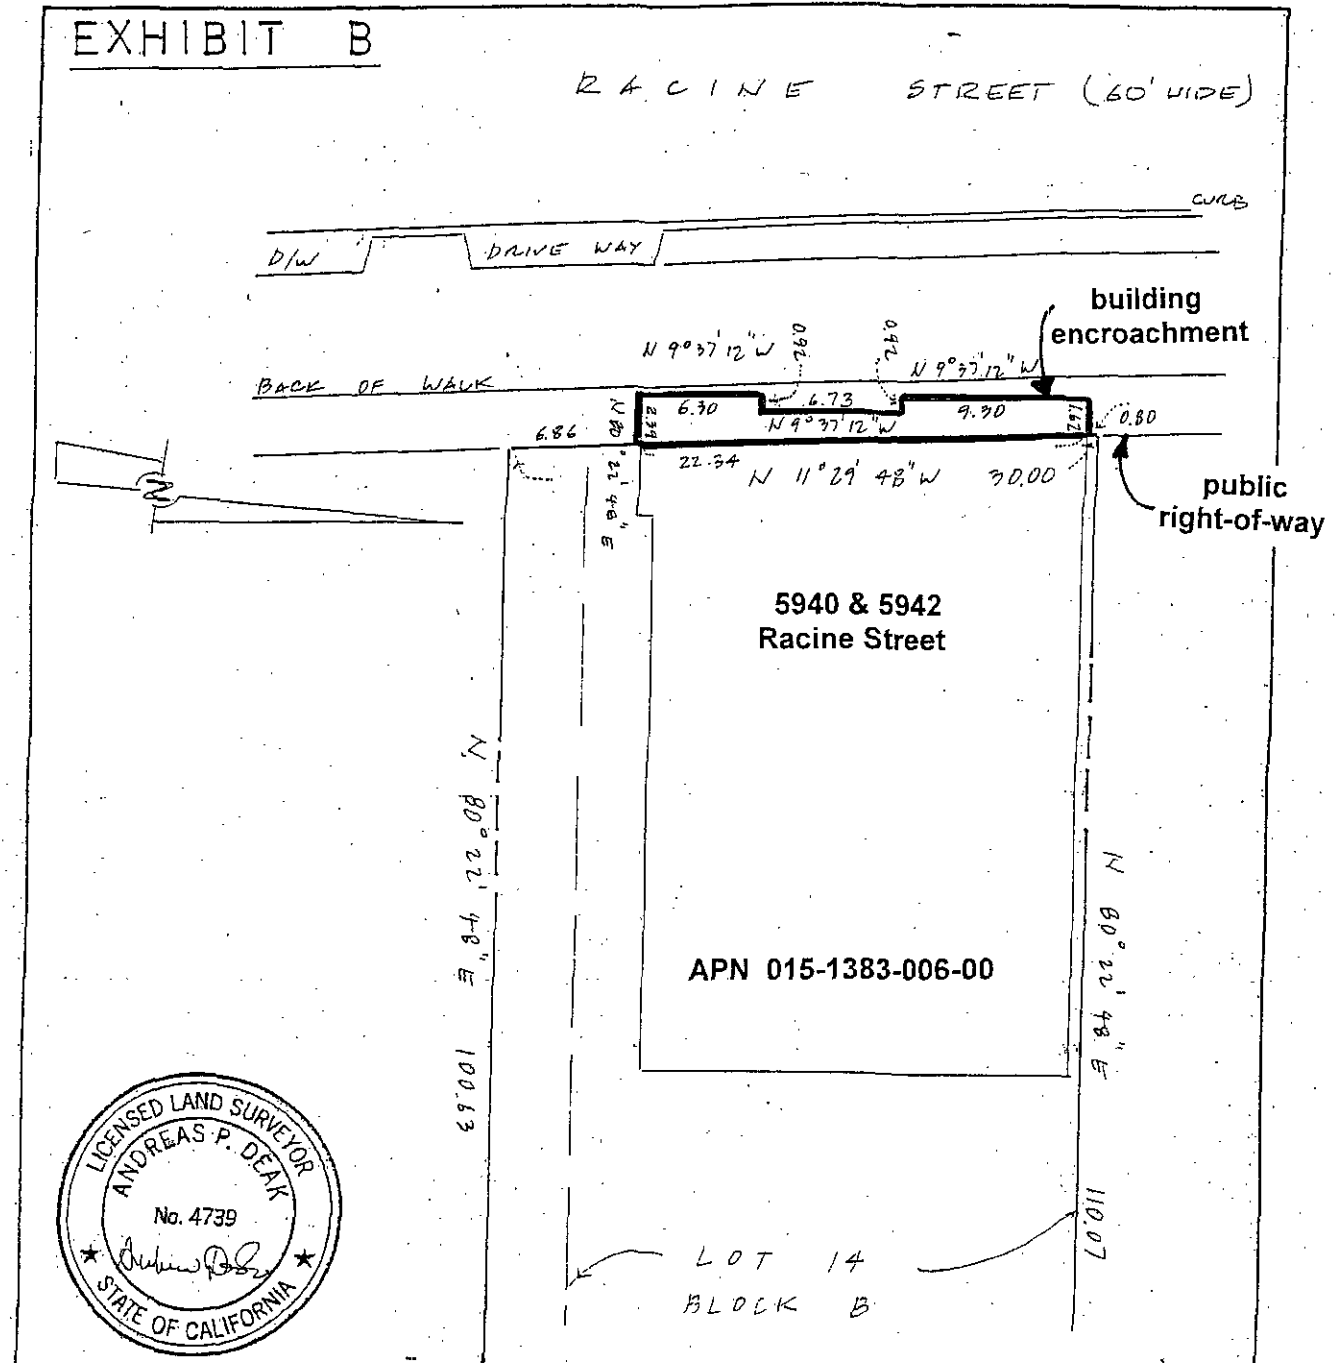 EXHIBIT B
RACINE STREET (60' WIDE)
CURB
D/W
DRIVE WAY
building
encroachment
N 9°37'12" W
0.92
0.92
N 9°37'12" W
BACK OF WALK
6.30
6.73
9.30
N 9°37'12" W
2.39
1.62
0.80
6.86
N 80°22'48" E
22.34
N 11°29'48" W
30.00
public
right-of-way
N
5940 & 5942
Racine Street
N 80°22'48" E 100.63
N 80°22'48" E 110.07
APN 015-1383-006-00
LICENSED LAND SURVEYOR
ANDREAS P. DEAK
No. 4739
STATE OF CALIFORNIA
LOT 14
BLOCK B